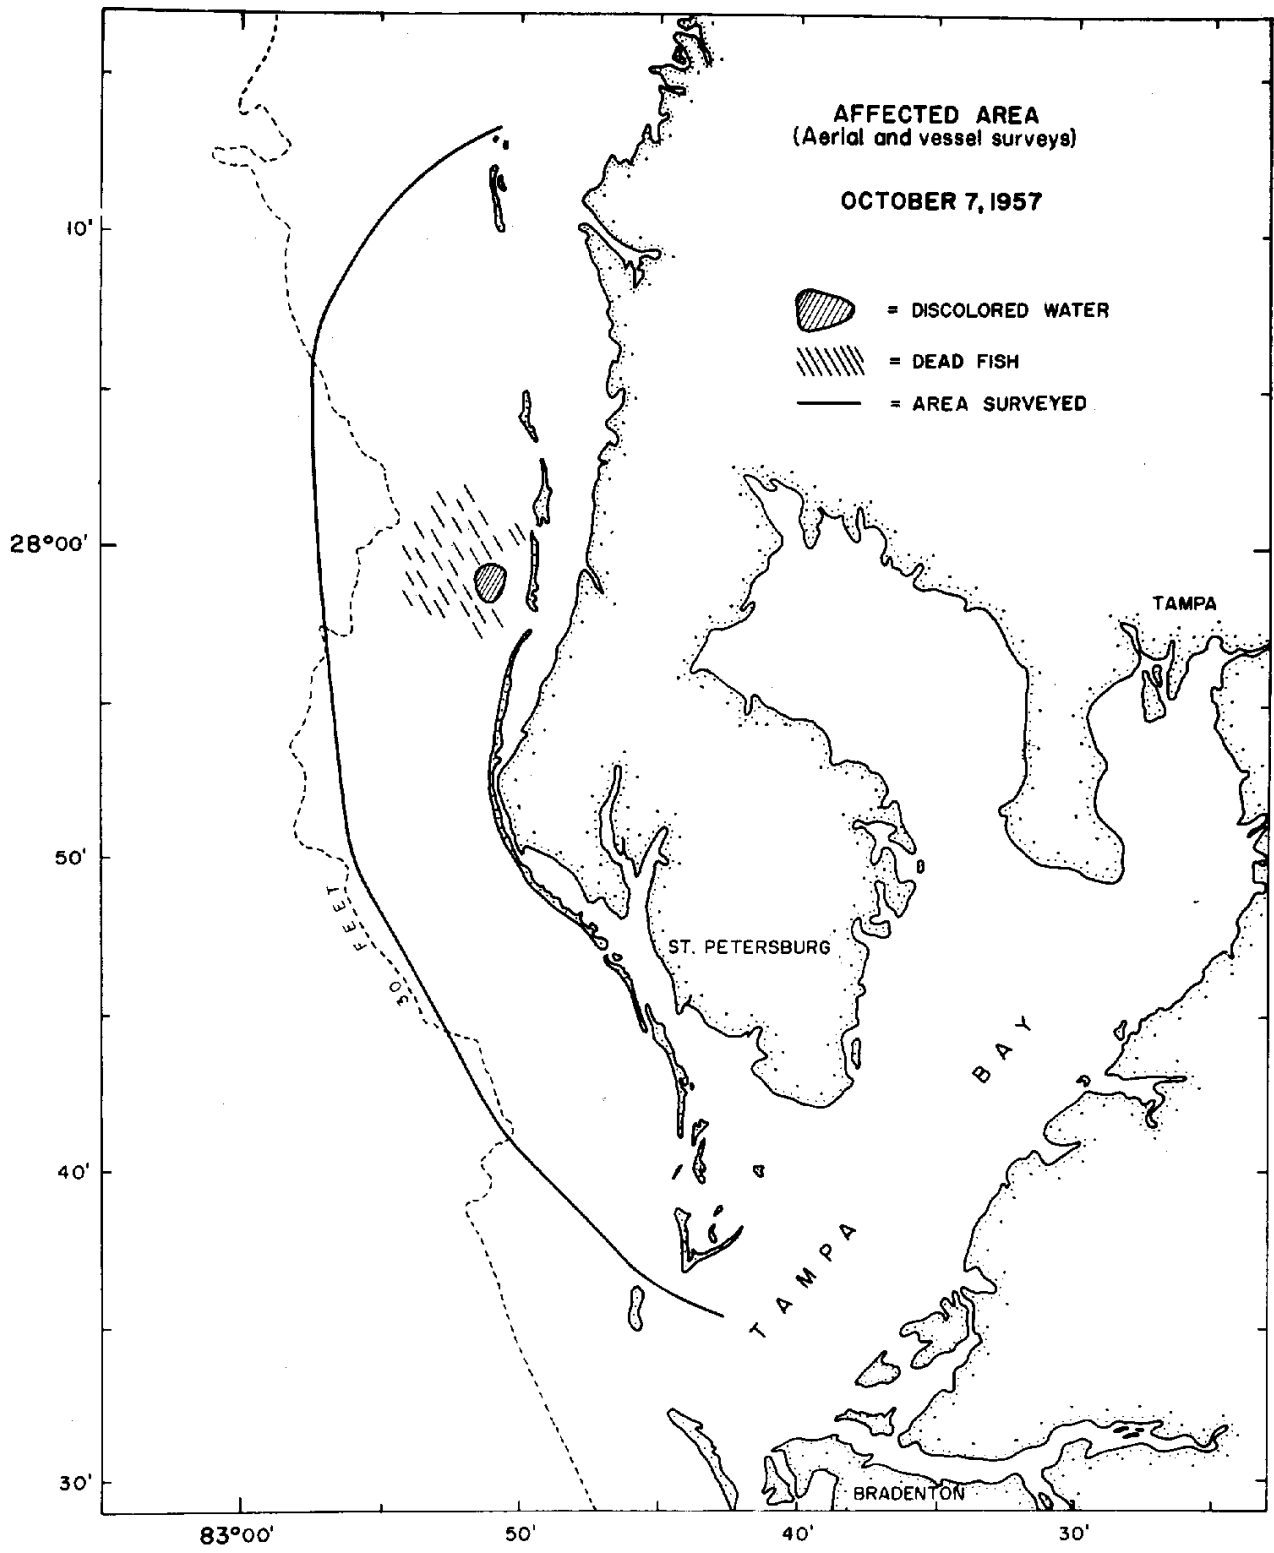 AFFECTED AREA
(Aerial and vessel surveys)
OCTOBER 7, 1957
10'
= DISCOLORED WATER
= DEAD FISH
= AREA SURVEYED
28°00'
TAMPA
50'
FEET
30
ST. PETERSBURG
BAY
40'
TAMPA
30'
BRADENTON
83°00'
50'
40'
30'